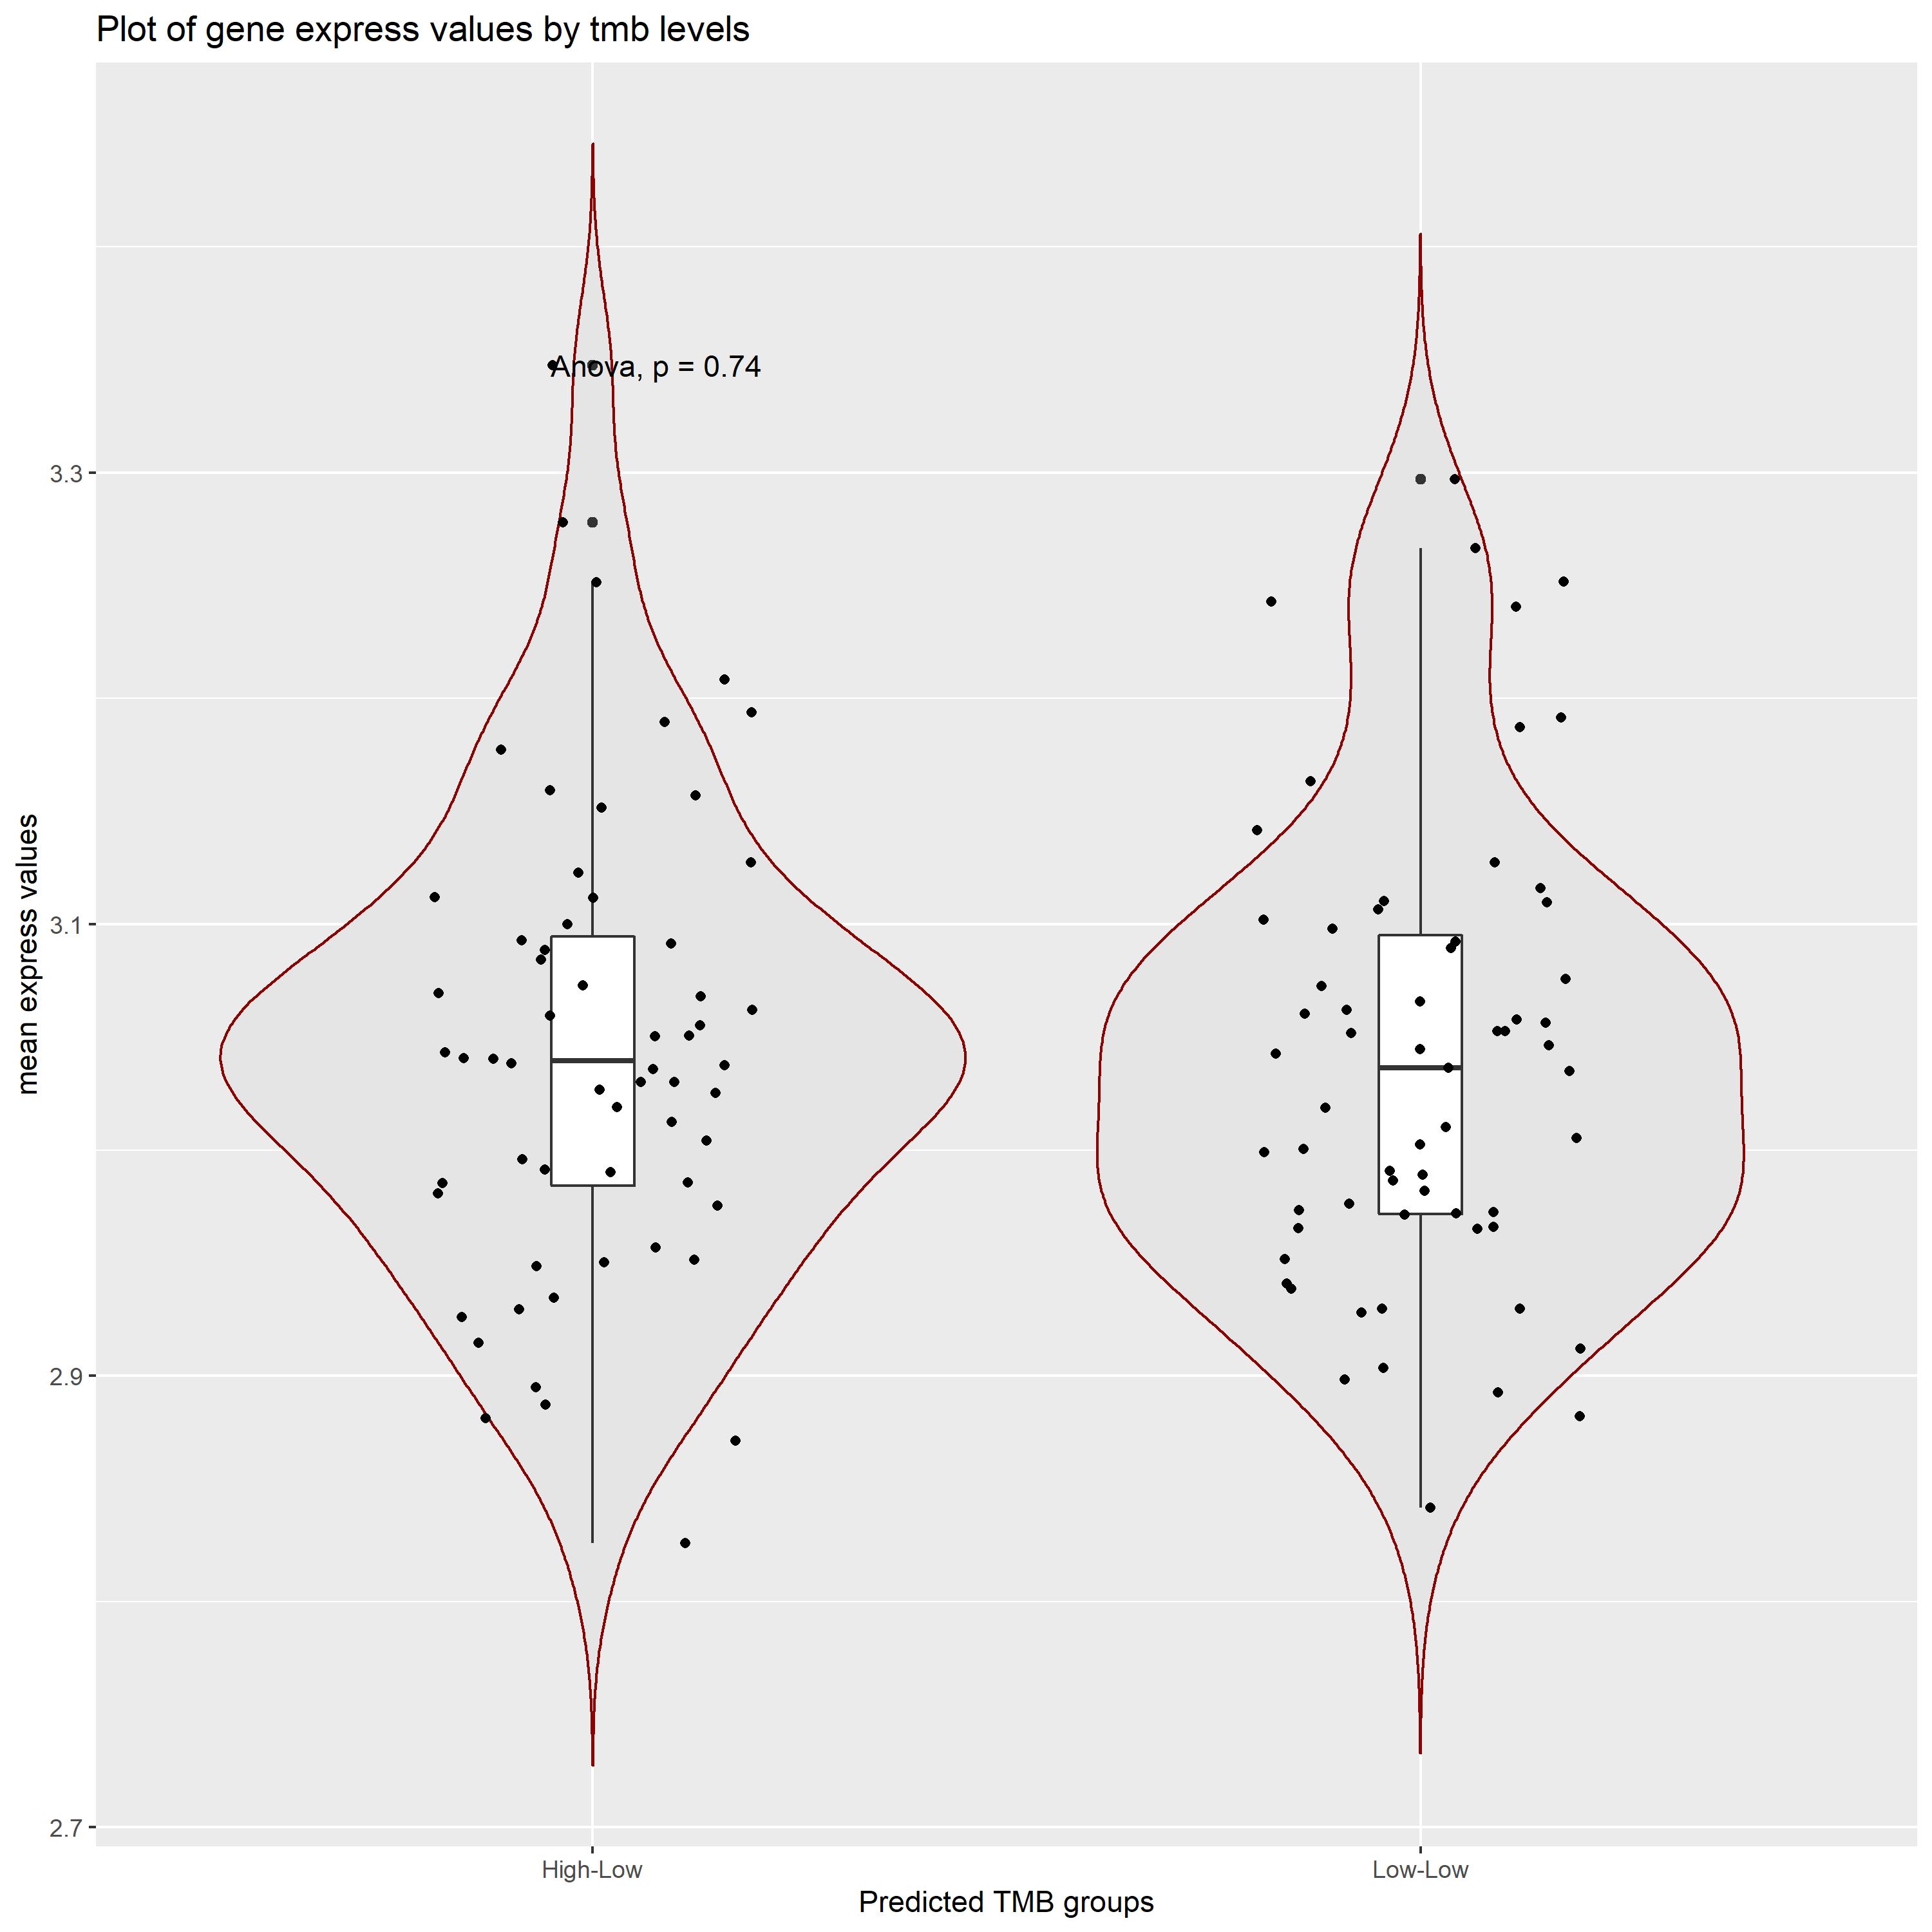 Plot of gene express values by tmb levels
Anova, p = 0.74
3.3
3.1
2.9
2.7
mean express values
High-Low
Low-Low
Predicted TMB groups